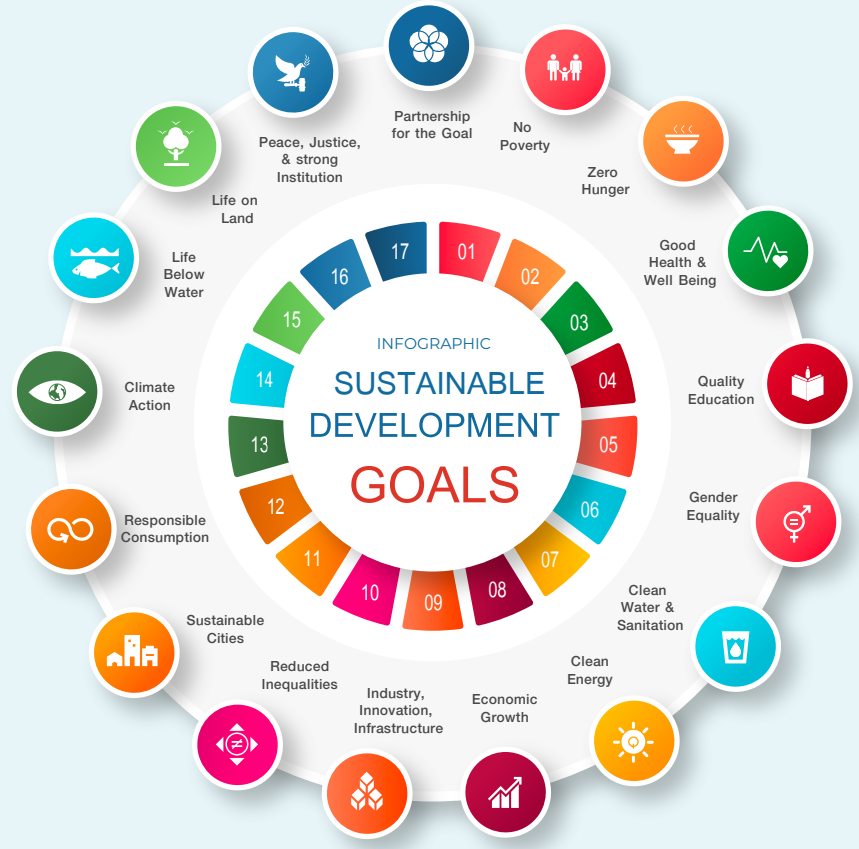 INFOGRAPHIC
SUSTAINABLE
DEVELOPMENT
GOALS
01
02
03
04
05
06
07
08
09
10
11
12
13
14
15
16
17
No
Poverty
Zero
Hunger
Good
Health &
Well Being
Quality
Education
Gender
Equality
Clean
Water &
Sanitation
Clean
Energy
Economic
Growth
Industry,
Innovation,
Infrastructure
Reduced
Inequalities
Sustainable
Cities
Responsible
Consumption
Climate
Action
Life
Below
Water
Life on
Land
Peace, Justice,
& strong
Institution
Partnership
for the Goal